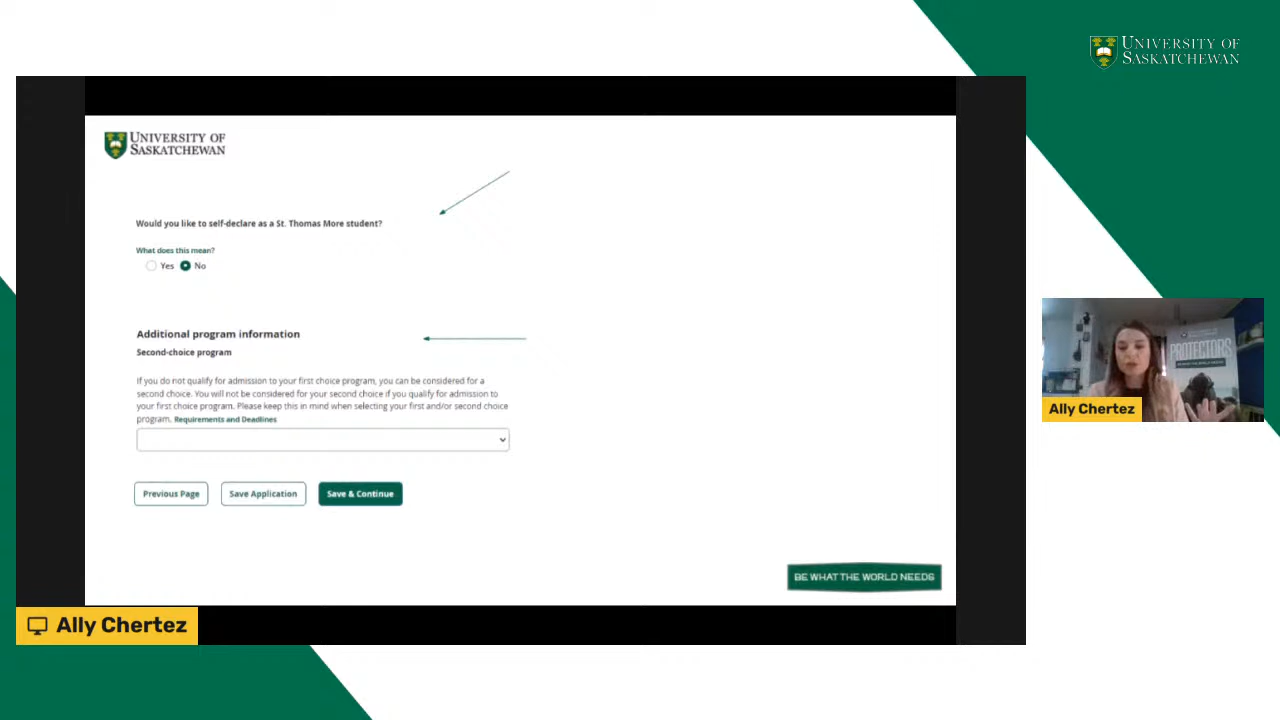 UNIVERSITY OF
SASKATCHEWAN
UNIVERSITY OF
SASKATCHEWAN
Would you like to self-declare as a St. Thomas More student?
What does this mean?
Yes No
Additional program information
Second-choice program
If you do not qualify for admission to your first choice program, you can be considered for a
second choice. You will not be considered for your second choice if you qualify for admission to
your first choice program. Please keep this in mind when selecting your first and/or second choice
program. Requirements and Deadlines
Previous Page Save Application Save & Continue
BE WHAT THE WORLD NEEDS
Ally Chertez
PROTECTORS
Ally Chertez